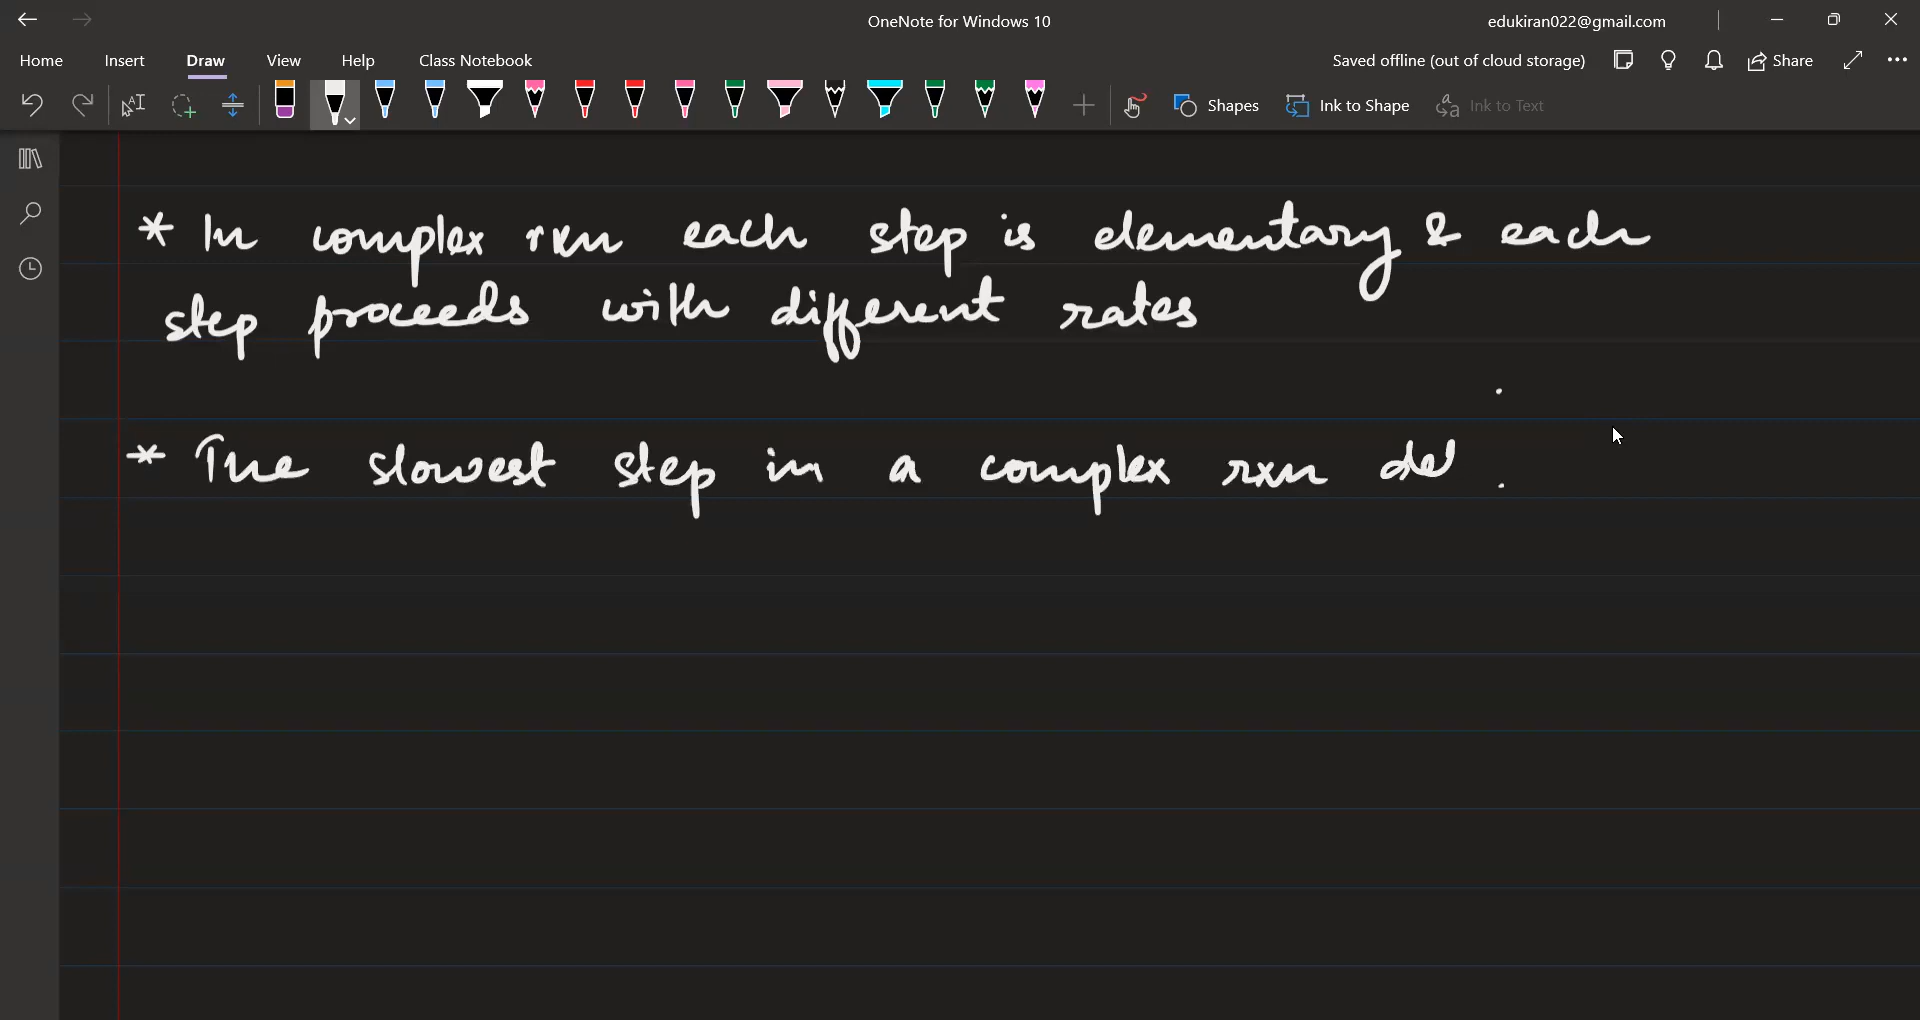 OneNote for Windows 10
edukiran022@gmail.com
Home Insert Draw View Help Class Notebook
Saved offline (out of cloud storage) Share
Shapes Ink to Shape Ink to Text
* In complex rxn each step is elementary & each
step proceeds with different rates
* The slowest step in a complex rxn det